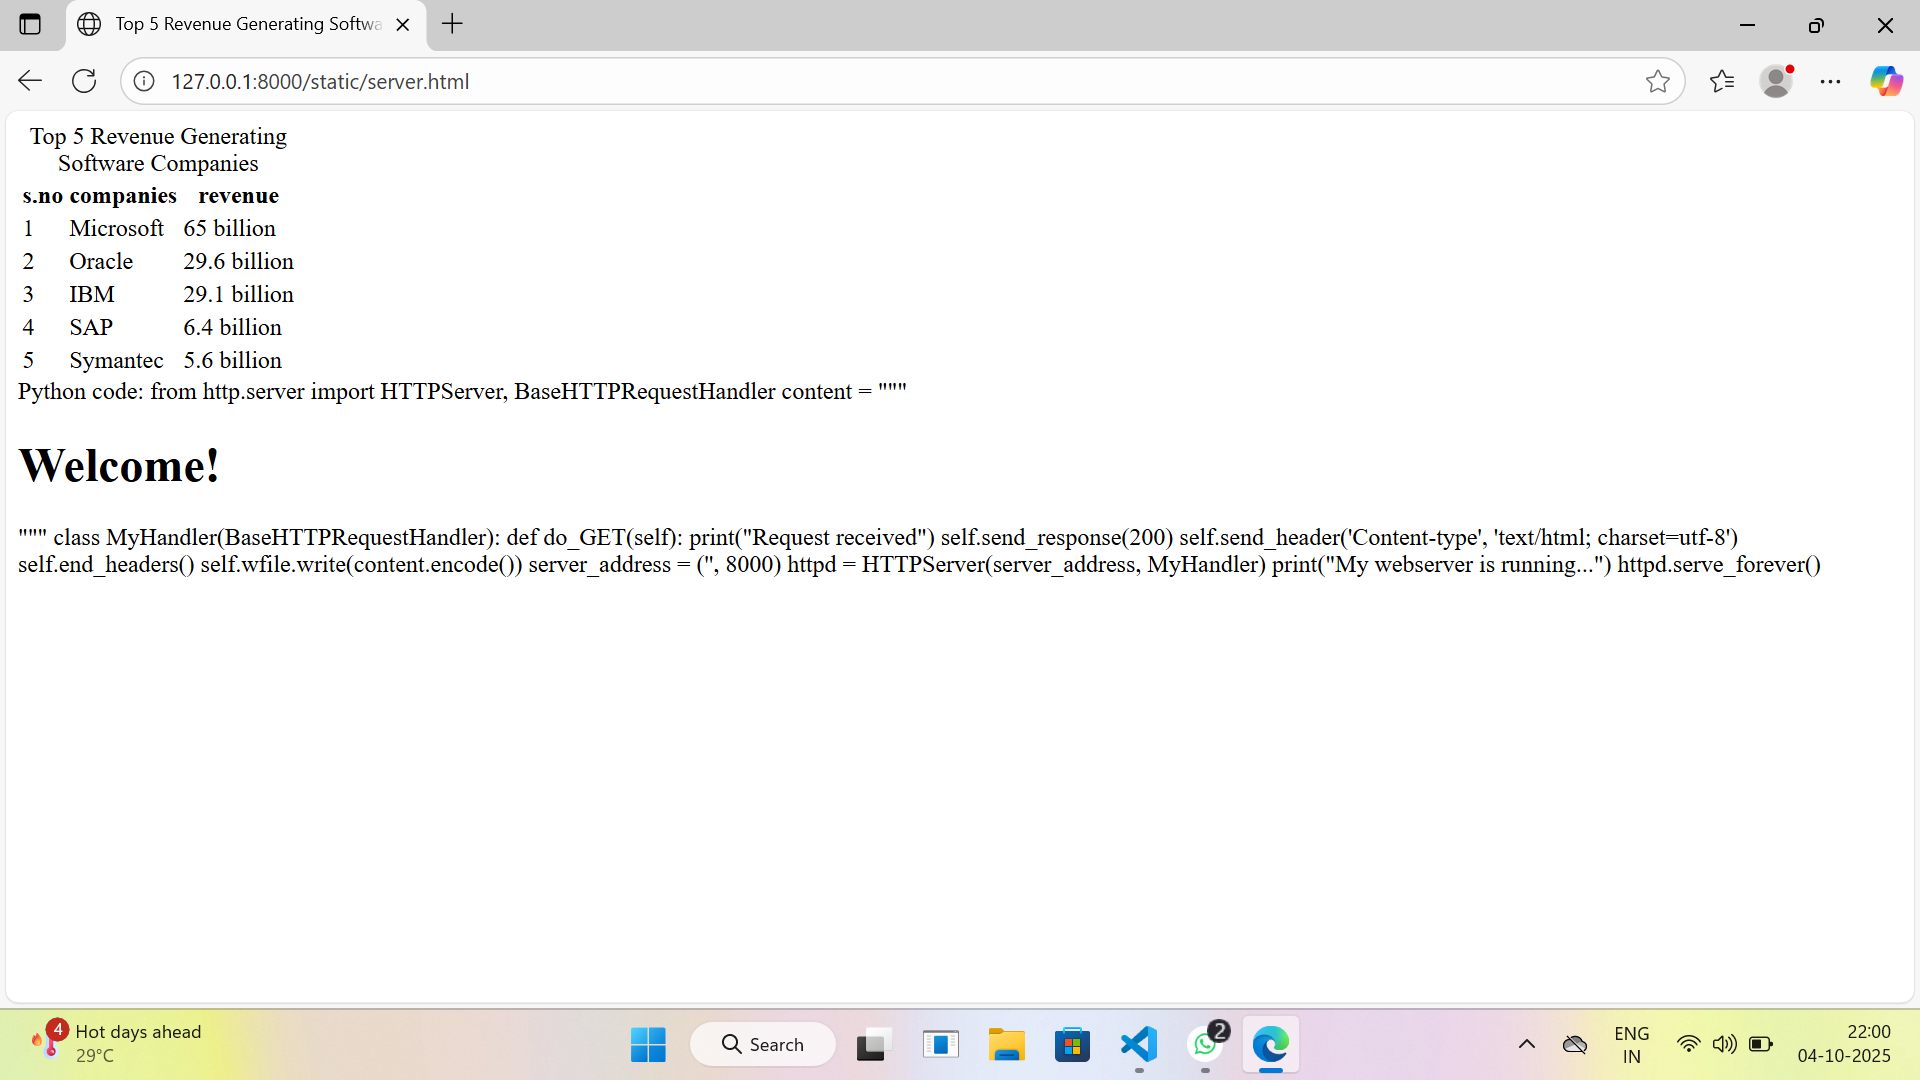 Top 5 Revenue Generating Softwa
127.0.0.1:8000/static/server.html
Top 5 Revenue Generating
Software Companies
s.no companies revenue
1 Microsoft 65 billion
2 Oracle 29.6 billion
3 IBM 29.1 billion
4 SAP 6.4 billion
5 Symantec 5.6 billion
Python code: from http.server import HTTPServer, BaseHTTPRequestHandler content = """
Welcome!
""" class MyHandler(BaseHTTPRequestHandler): def do_GET(self): print("Request received") self.send_response(200) self.send_header('Content-type', 'text/html; charset=utf-8')
self.end_headers() self.wfile.write(content.encode()) server_address = ('', 8000) httpd = HTTPServer(server_address, MyHandler) print("My webserver is running...") httpd.serve_forever()
4 Hot days ahead
29°C
Search
2
ENG
IN
22:00
04-10-2025